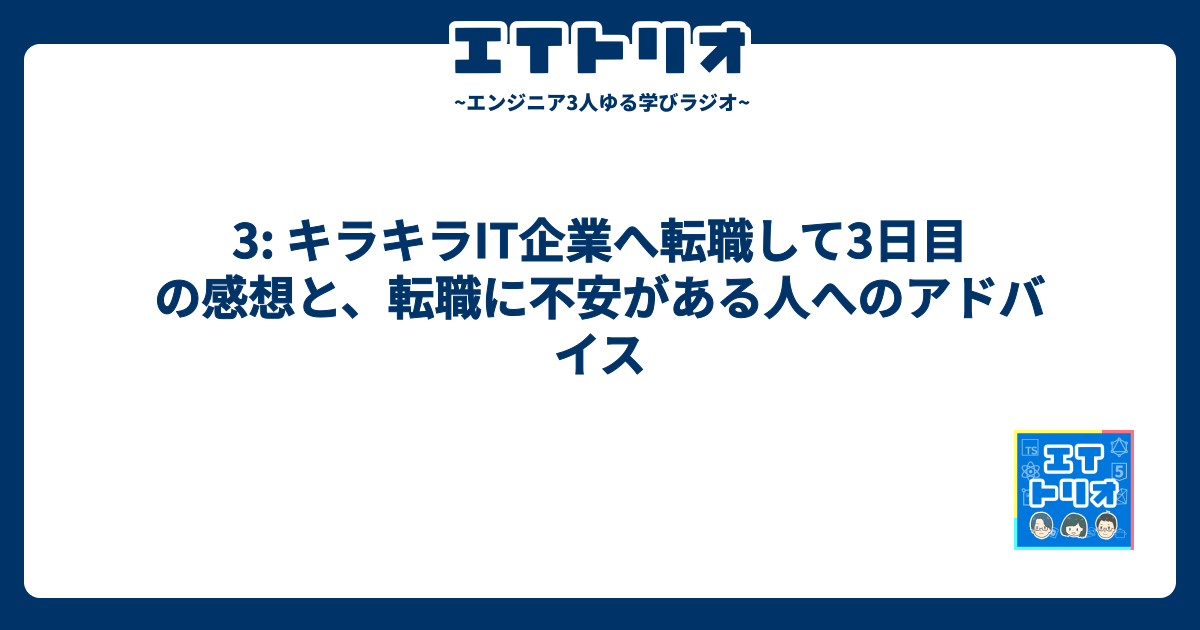 エイトリオ
~エンジニア3人ゆる学びラジオ~
3: キラキラIT企業へ転職して3日目
の感想と、転職に不安がある人へのアドバ
イス
TS
エイ
5
トリオ